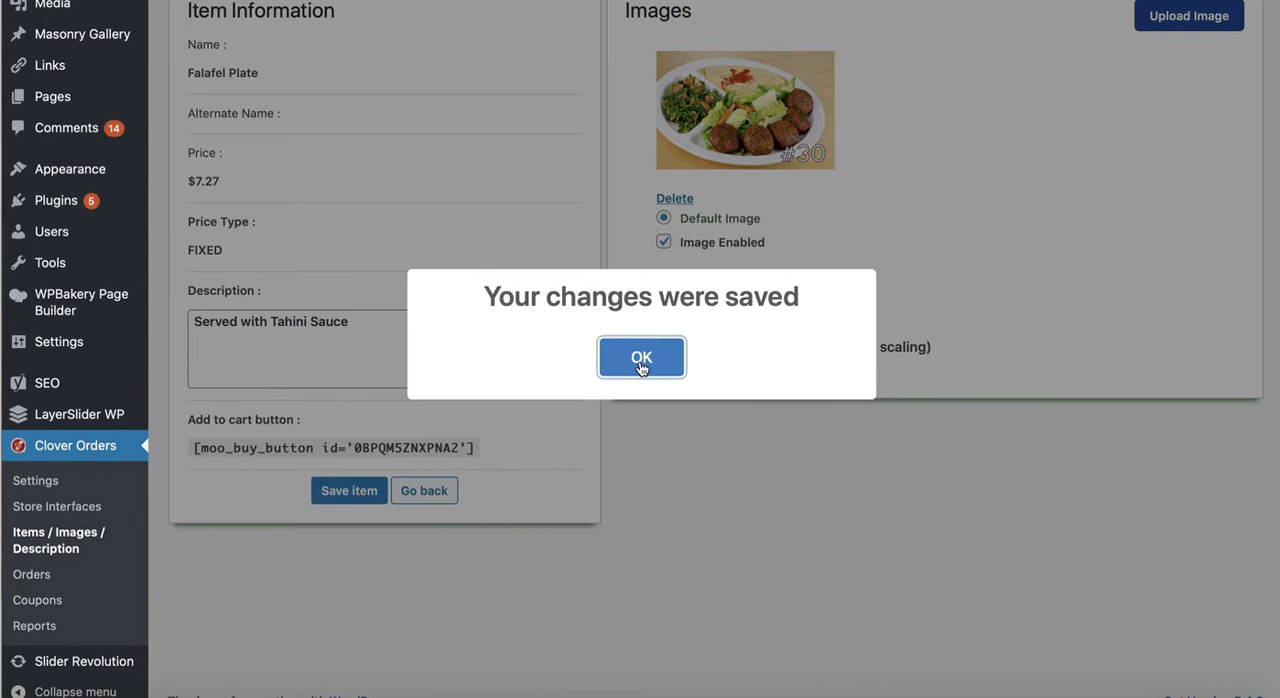 Media
Masonry Gallery
Links
Pages
Comments 14
Appearance
Plugins 5
Users
Tools
WPBakery Page
Builder
Settings
SEO
LayerSlider WP
Clover Orders
Settings
Store Interfaces
Items / Images /
Description
Orders
Coupons
Reports
Slider Revolution
Collapse menu
Item Information
Name :
Falafel Plate
Alternate Name :
Price :
$7.27
Price Type :
FIXED
Description :
Served with Tahini Sauce
Add to cart button :
[moo_buy_button id='0BPQM5ZNXPNA2']
Save item Go back
Images
Upload Image
#30
Delete
Default Image
Image Enabled
scaling)
Your changes were saved
OK